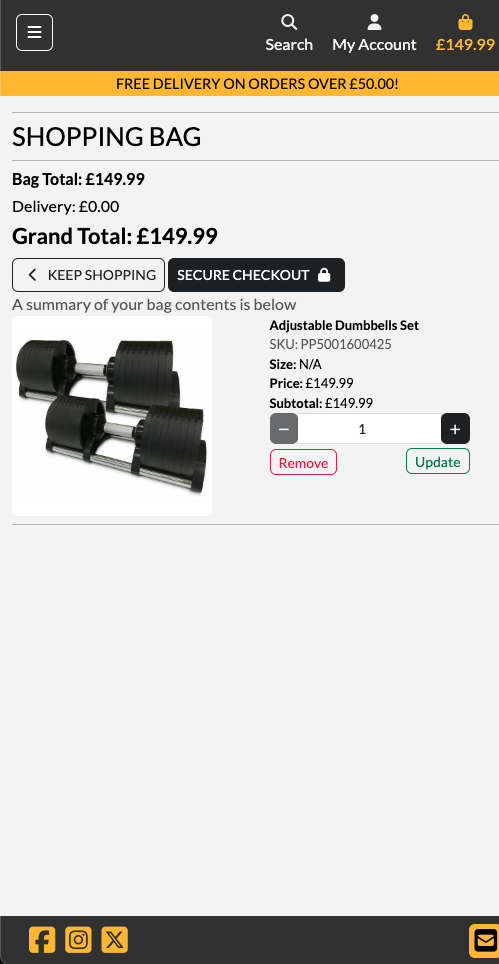 Search
My Account
£149.99
FREE DELIVERY ON ORDERS OVER £50.00!
SHOPPING BAG
Bag Total: £149.99
Delivery: £0.00
Grand Total: £149.99
KEEP SHOPPING
SECURE CHECKOUT
A summary of your bag contents is below
Adjustable Dumbbells Set
SKU: PP5001600425
Size: N/A
Price: £149.99
Subtotal: £149.99
− 1 +
Remove
Update